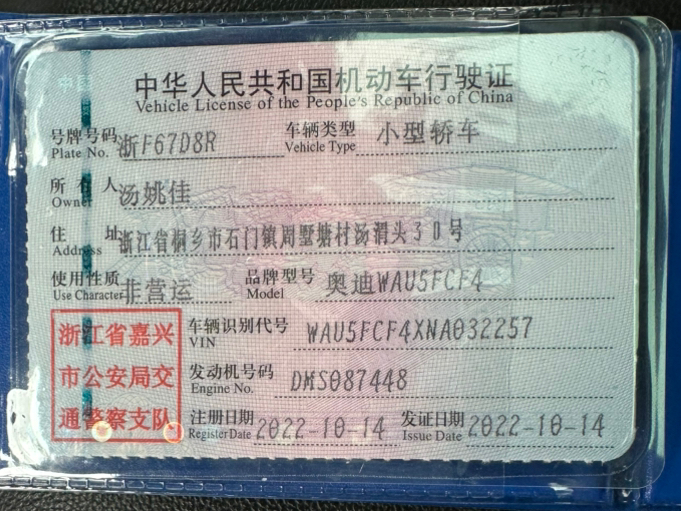 中华人民共和国机动车行驶证
Vehicle License of the People's Republic of China
号牌号码 浙F67D8R 车辆类型 小型轿车
Plate No. Vehicle Type
所有人 汤姚佳
Owner
住址 浙江省桐乡市石门镇周墅塘村汤渭头30号
Address
使用性质 非营运 品牌型号 奥迪WAU5FCF4
Use Character Model
浙江省嘉兴
市公安局交
通警察支队
车辆识别代号 WAU5FCF4XNA032257
VIN
发动机号码 DMS087448
Engine No.
注册日期 2022-10-14 发证日期 2022-10-14
Register Date Issue Date